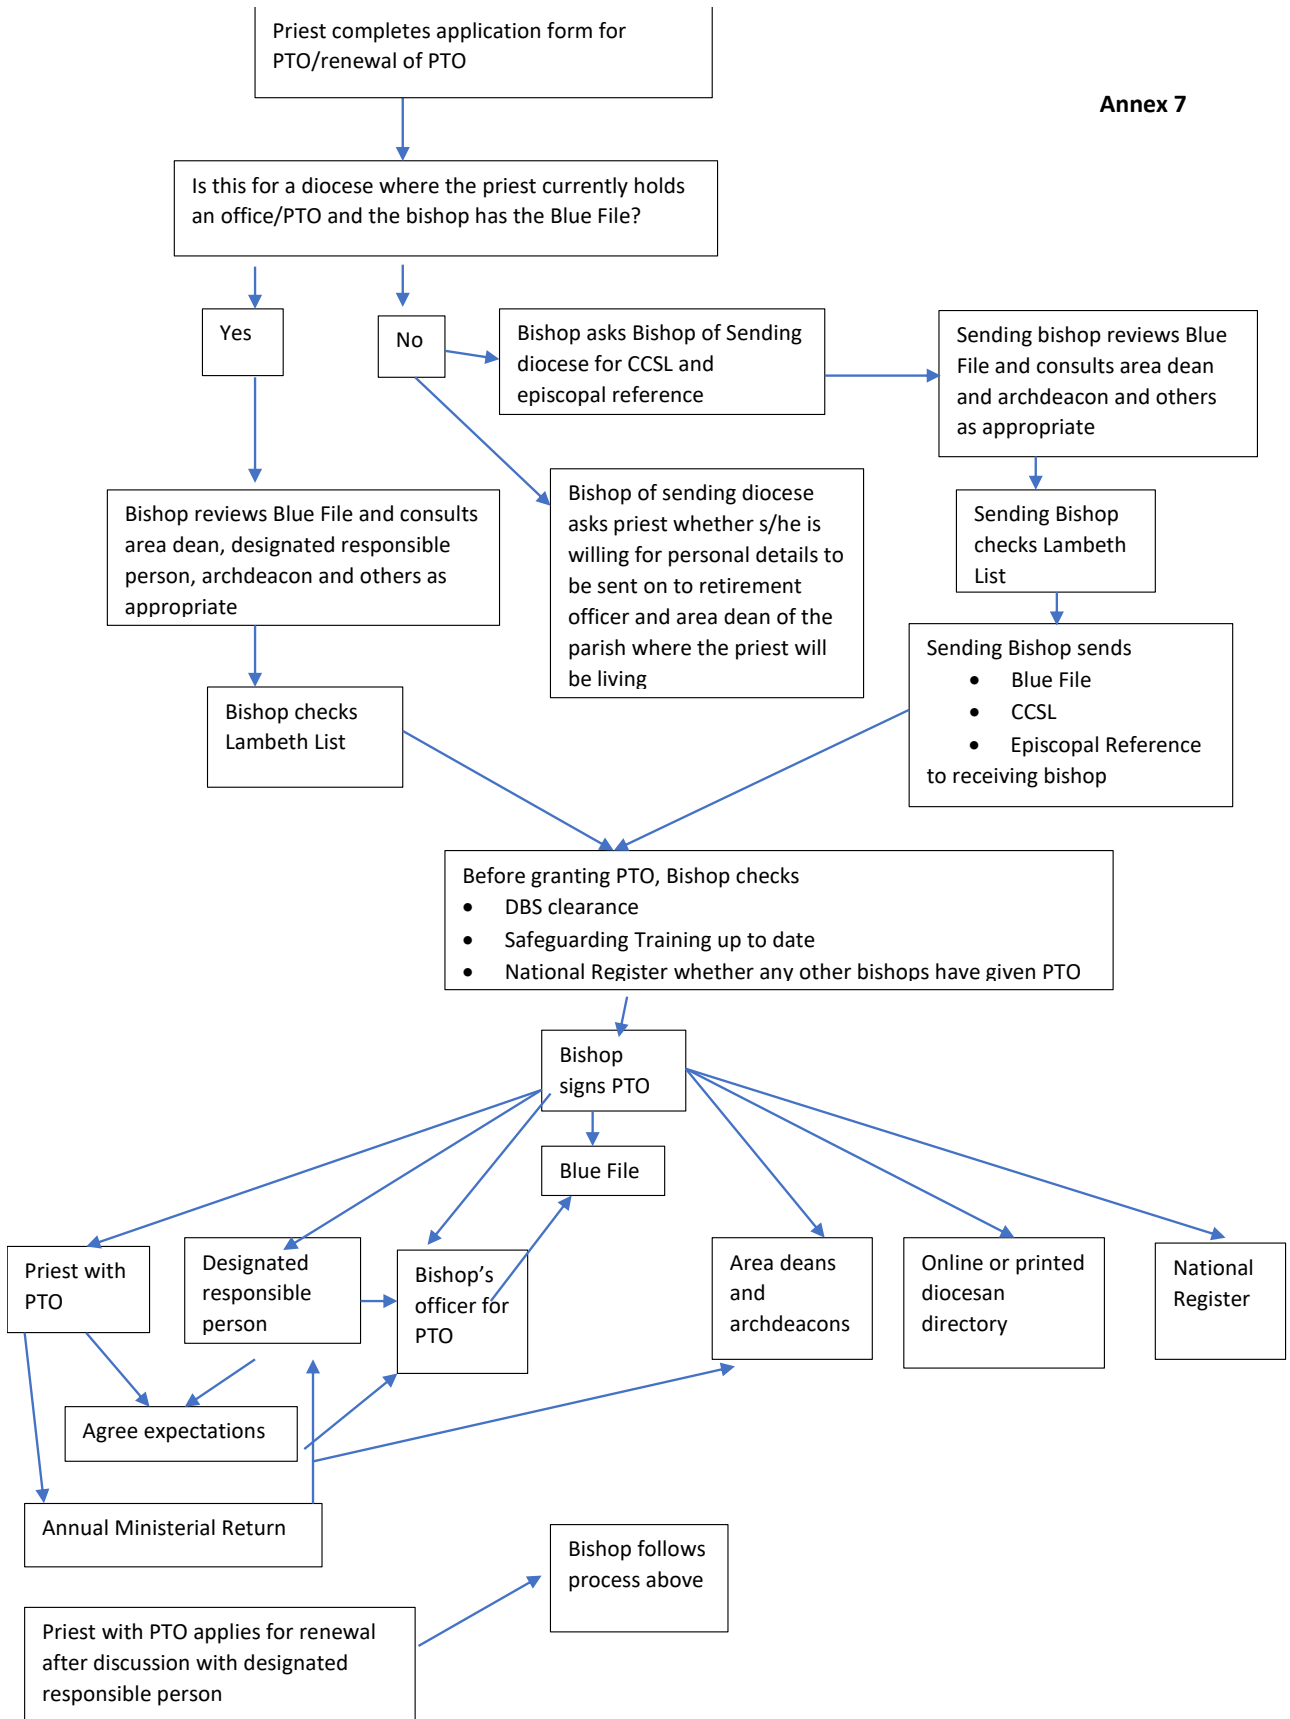 Priest completes application form for
PTO/renewal of PTO
Annex 7
Is this for a diocese where the priest currently holds
an office/PTO and the bishop has the Blue File?
Yes
No
Bishop asks Bishop of Sending
diocese for CCSL and
episcopal reference
Sending bishop reviews Blue
File and consults area dean
and archdeacon and others
as appropriate
Bishop reviews Blue File and consults
area dean, designated responsible
person, archdeacon and others as
appropriate
Bishop of sending diocese
asks priest whether s/he is
willing for personal details to
be sent on to retirement
officer and area dean of the
parish where the priest will
be living
Sending Bishop
checks Lambeth
List
Bishop checks
Lambeth List
Sending Bishop sends
• Blue File
• CCSL
• Episcopal Reference
to receiving bishop
Before granting PTO, Bishop checks
• DBS clearance
• Safeguarding Training up to date
• National Register whether any other bishops have given PTO
Bishop
signs PTO
Blue File
Priest with
PTO
Designated
responsible
person
Bishop’s
officer for
PTO
Area deans
and
archdeacons
Online or printed
diocesan
directory
National
Register
Agree expectations
Annual Ministerial Return
Bishop follows
process above
Priest with PTO applies for renewal
after discussion with designated
responsible person